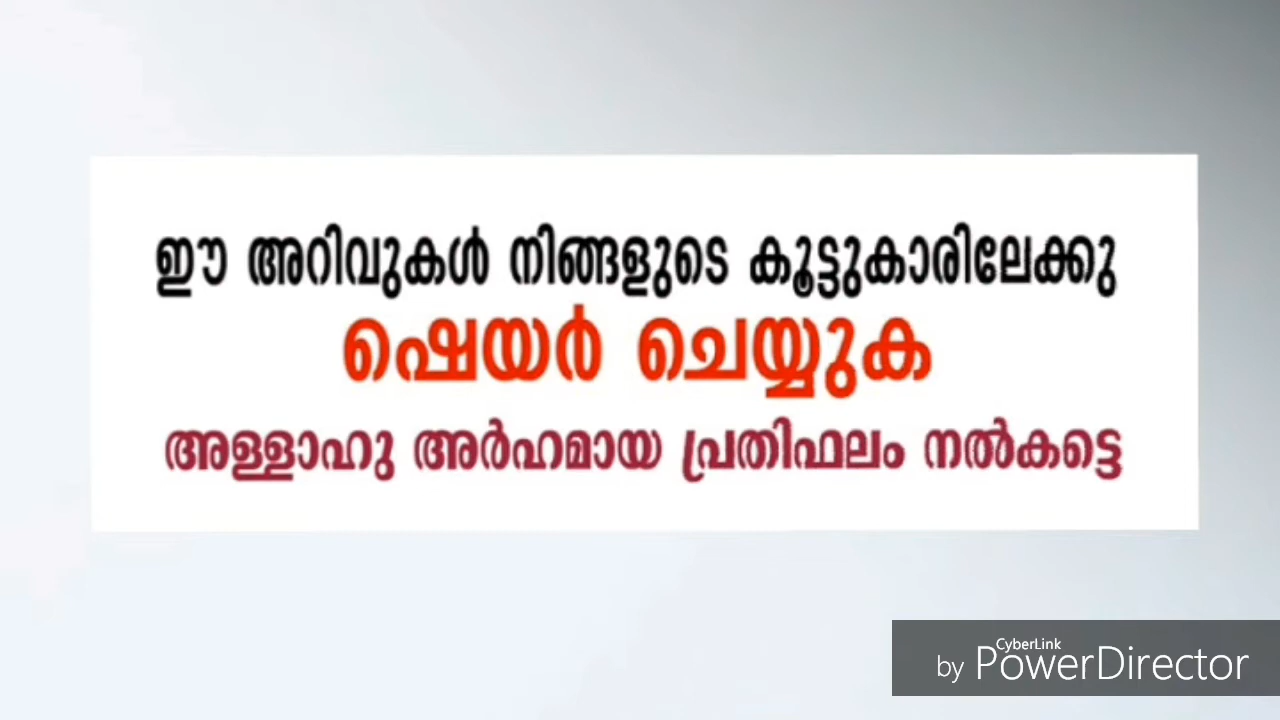 ഈ അറിവുകൾ നിങ്ങളുടെ കൂട്ടുകാരിലേക്കു
ഷെയർ ചെയ്യുക
അള്ളാഹു അർഹമായ പ്രതിഫലം നൽകട്ടെ
CyberLink
by PowerDirector